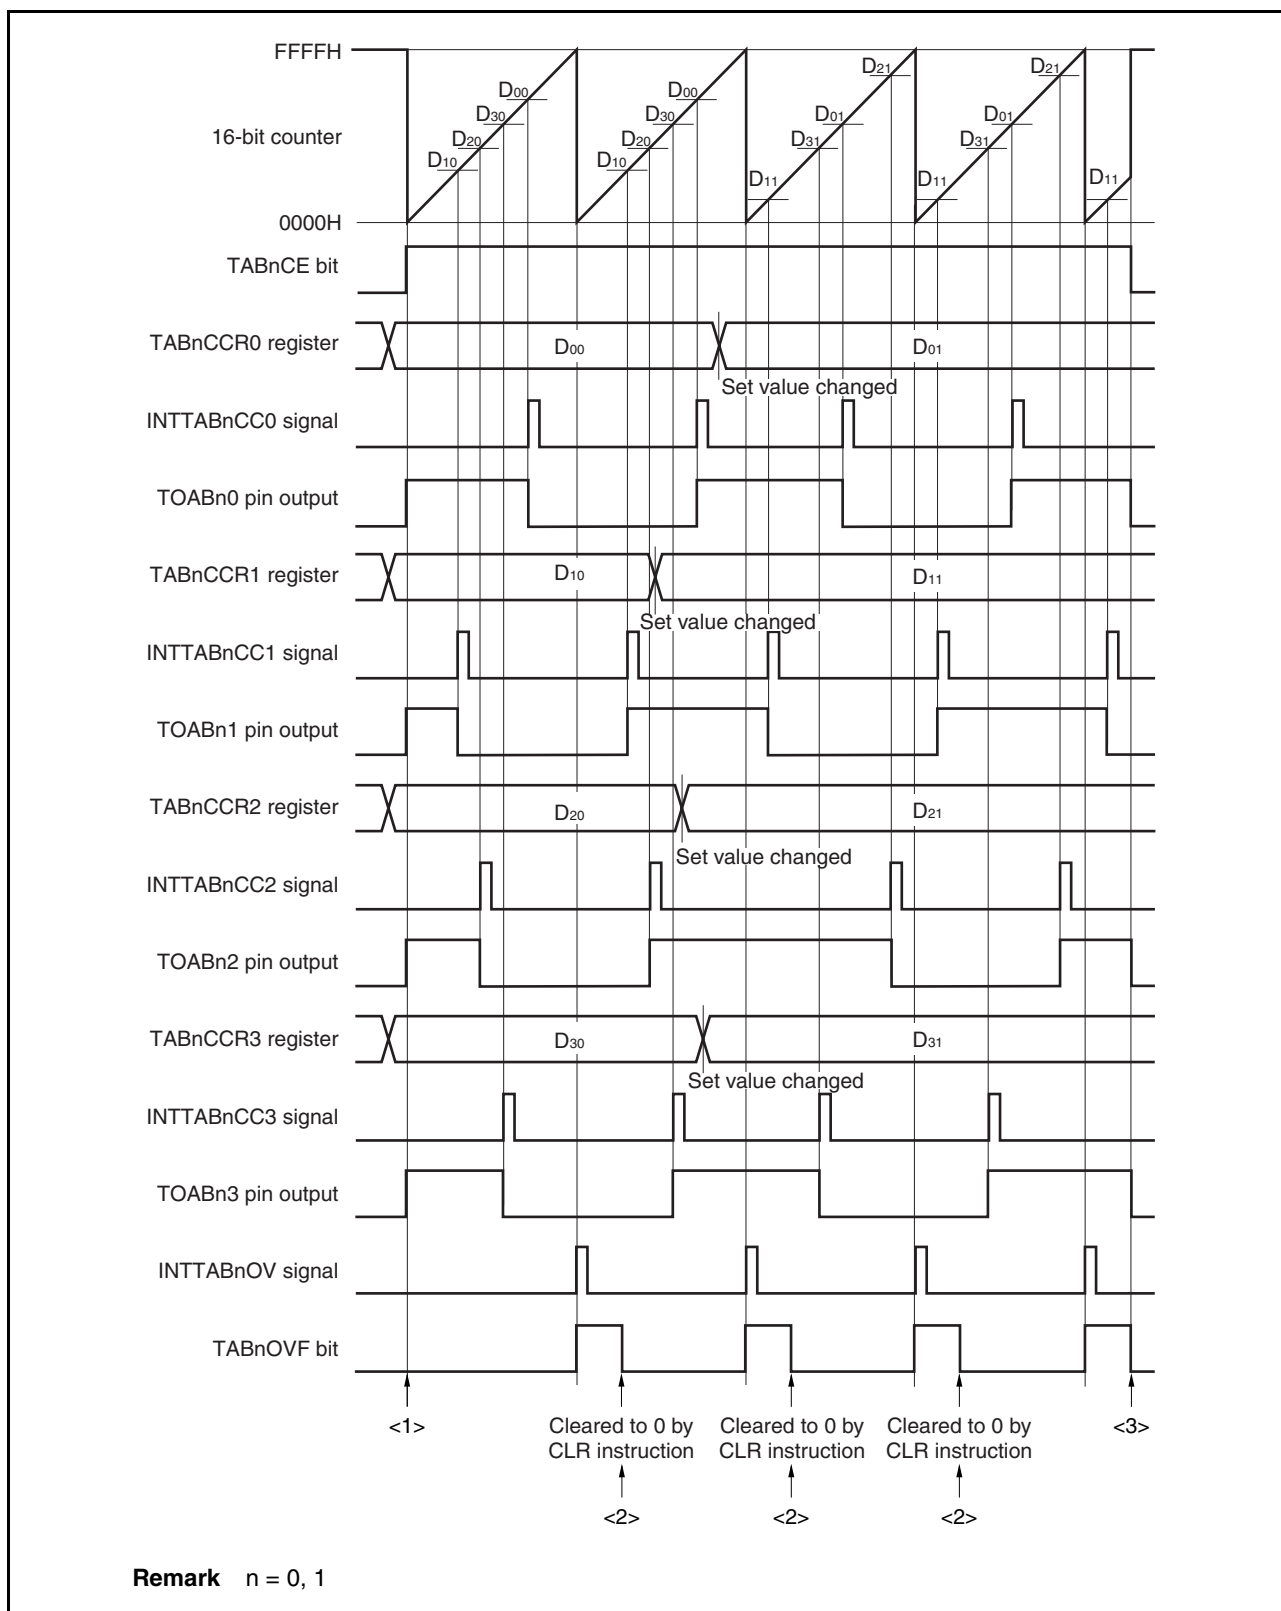 FFFFH
D21 D21
D00 D00
D30 D30 D01 D01
16-bit counter
D20 D20 D31 D31
D10 D10
D11 D11 D11
0000H
TABnCE bit
TABnCCR0 register D00 D01
Set value changed
INTTABnCC0 signal
TOABn0 pin output
TABnCCR1 register D10 D11
Set value changed
INTTABnCC1 signal
TOABn1 pin output
TABnCCR2 register D20 D21
Set value changed
INTTABnCC2 signal
TOABn2 pin output
TABnCCR3 register D30 D31
Set value changed
INTTABnCC3 signal
TOABn3 pin output
INTTABnOV signal
TABnOVF bit
<1> Cleared to 0 by Cleared to 0 by Cleared to 0 by <3>
CLR instruction CLR instruction CLR instruction
<2> <2> <2>
Remark n = 0, 1